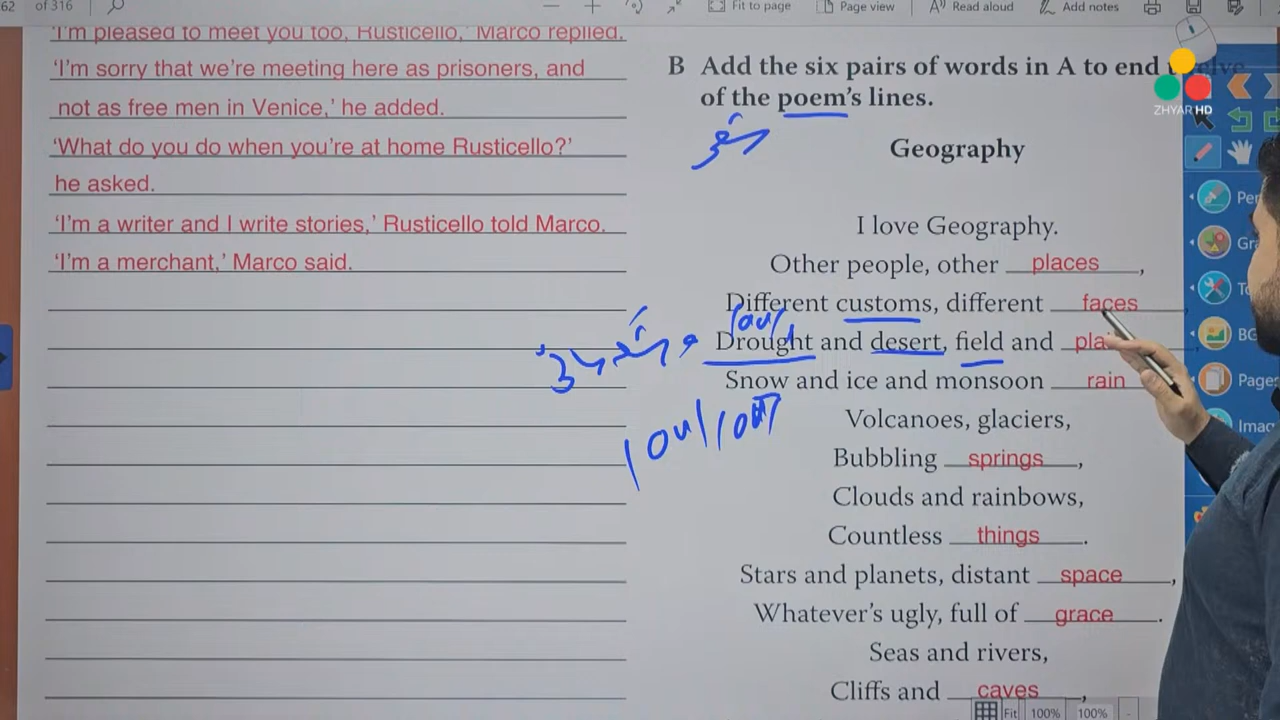 62 of 316
Fit to page
Page view
Read aloud
Add notes
'I'm pleased to meet you too, Rusticello,' Marco replied.
'I'm sorry that we're meeting here as prisoners, and
not as free men in Venice,' he added.
'What do you do when you're at home Rusticello?'
he asked.
'I'm a writer and I write stories,' Rusticello told Marco.
'I'm a merchant,' Marco said.
B Add the six pairs of words in A to end
of the poem's lines.
ZHYAR HD
Geography
I love Geography.
Other people, other places,
Different customs, different faces
Drought and desert, field and
Snow and ice and monsoon rain
Volcanoes, glaciers,
Bubbling springs,
Clouds and rainbows,
Countless things.
Stars and planets, distant space,
Whatever's ugly, full of grace.
Seas and rivers,
Cliffs and caves,
Fit 100% 100%